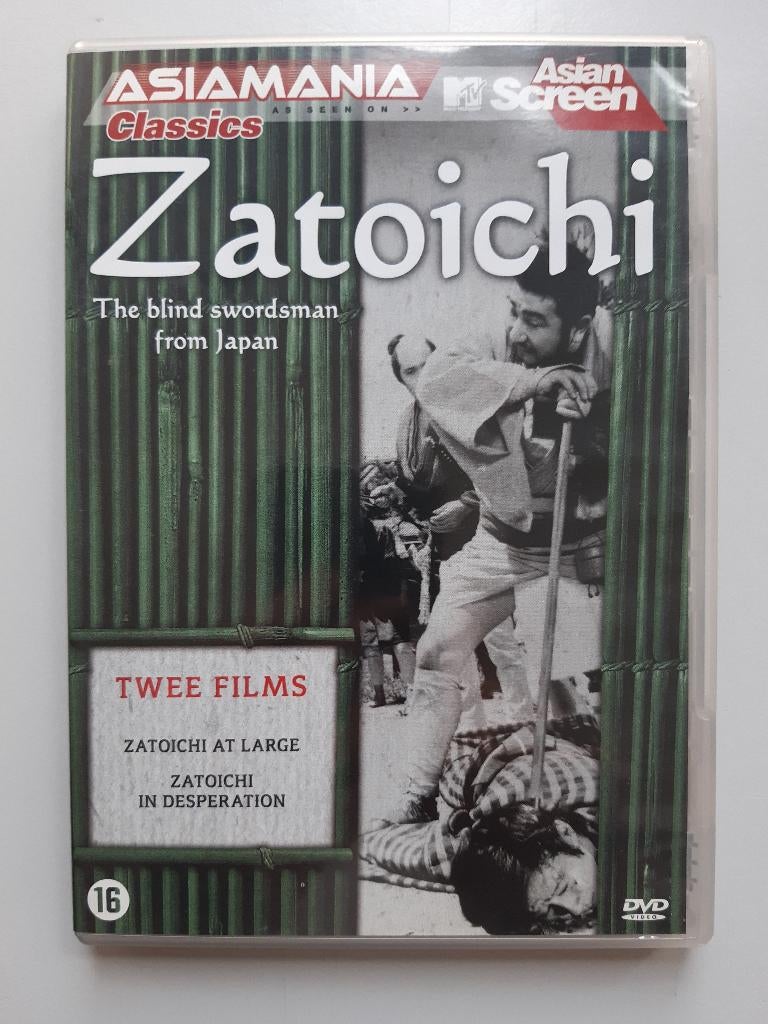 ASIAMANIA
AS SEEN ON >>
Classics
MTV
Asian
Screen
Zatoichi
The blind swordsman
from Japan
TWEE FILMS
ZATOICHI AT LARGE
ZATOICHI
IN DESPERATION
16
DVD
VIDEO